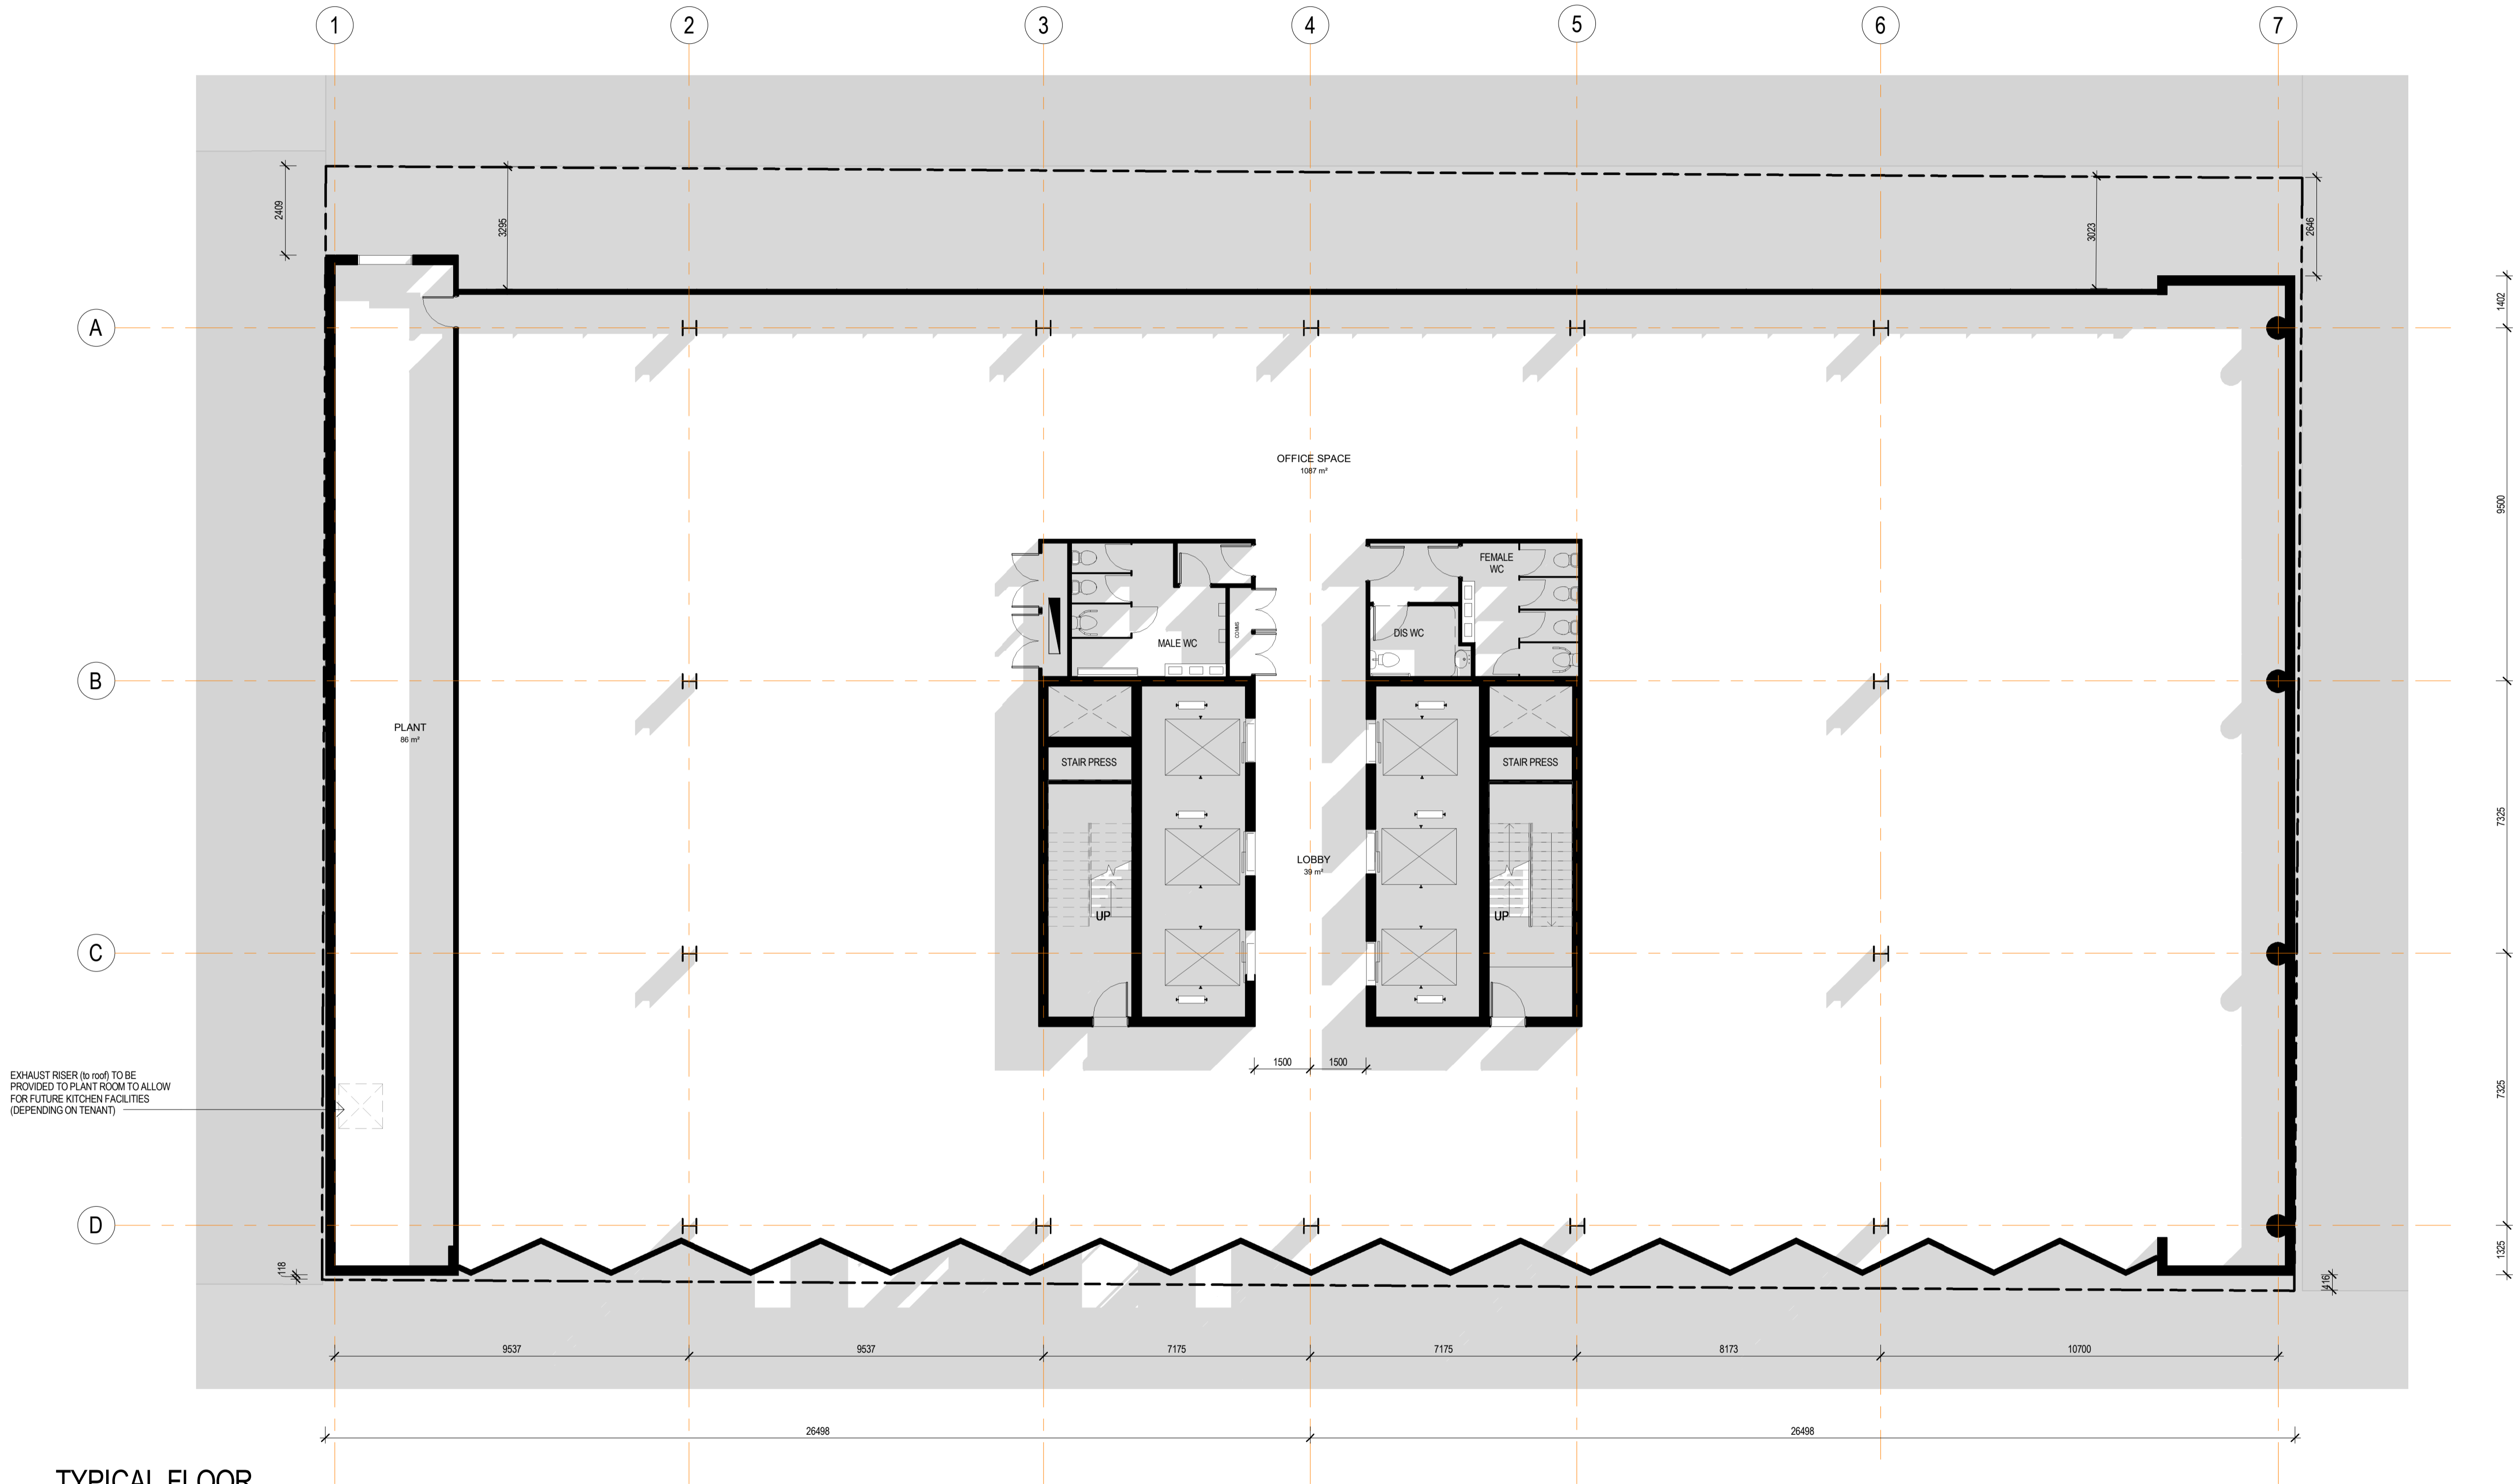 1
2
3
4
5
6
7
2409
3295
3023
2646
1402
A
OFFICE SPACE
1087 m²
9500
FEMALE
WC
COMMS
DIS WC
MALE WC
B
PLANT
86 m²
STAIR PRESS
STAIR PRESS
7325
LOBBY
39 m²
UP
UP
C
1500
1500
EXHAUST RISER (to roof) TO BE
PROVIDED TO PLANT ROOM TO ALLOW
FOR FUTURE KITCHEN FACILITIES
(DEPENDING ON TENANT)
7325
D
1325
118
416
9537
9537
7175
7175
8173
10700
26498
26498
TYPICAL FLOOR